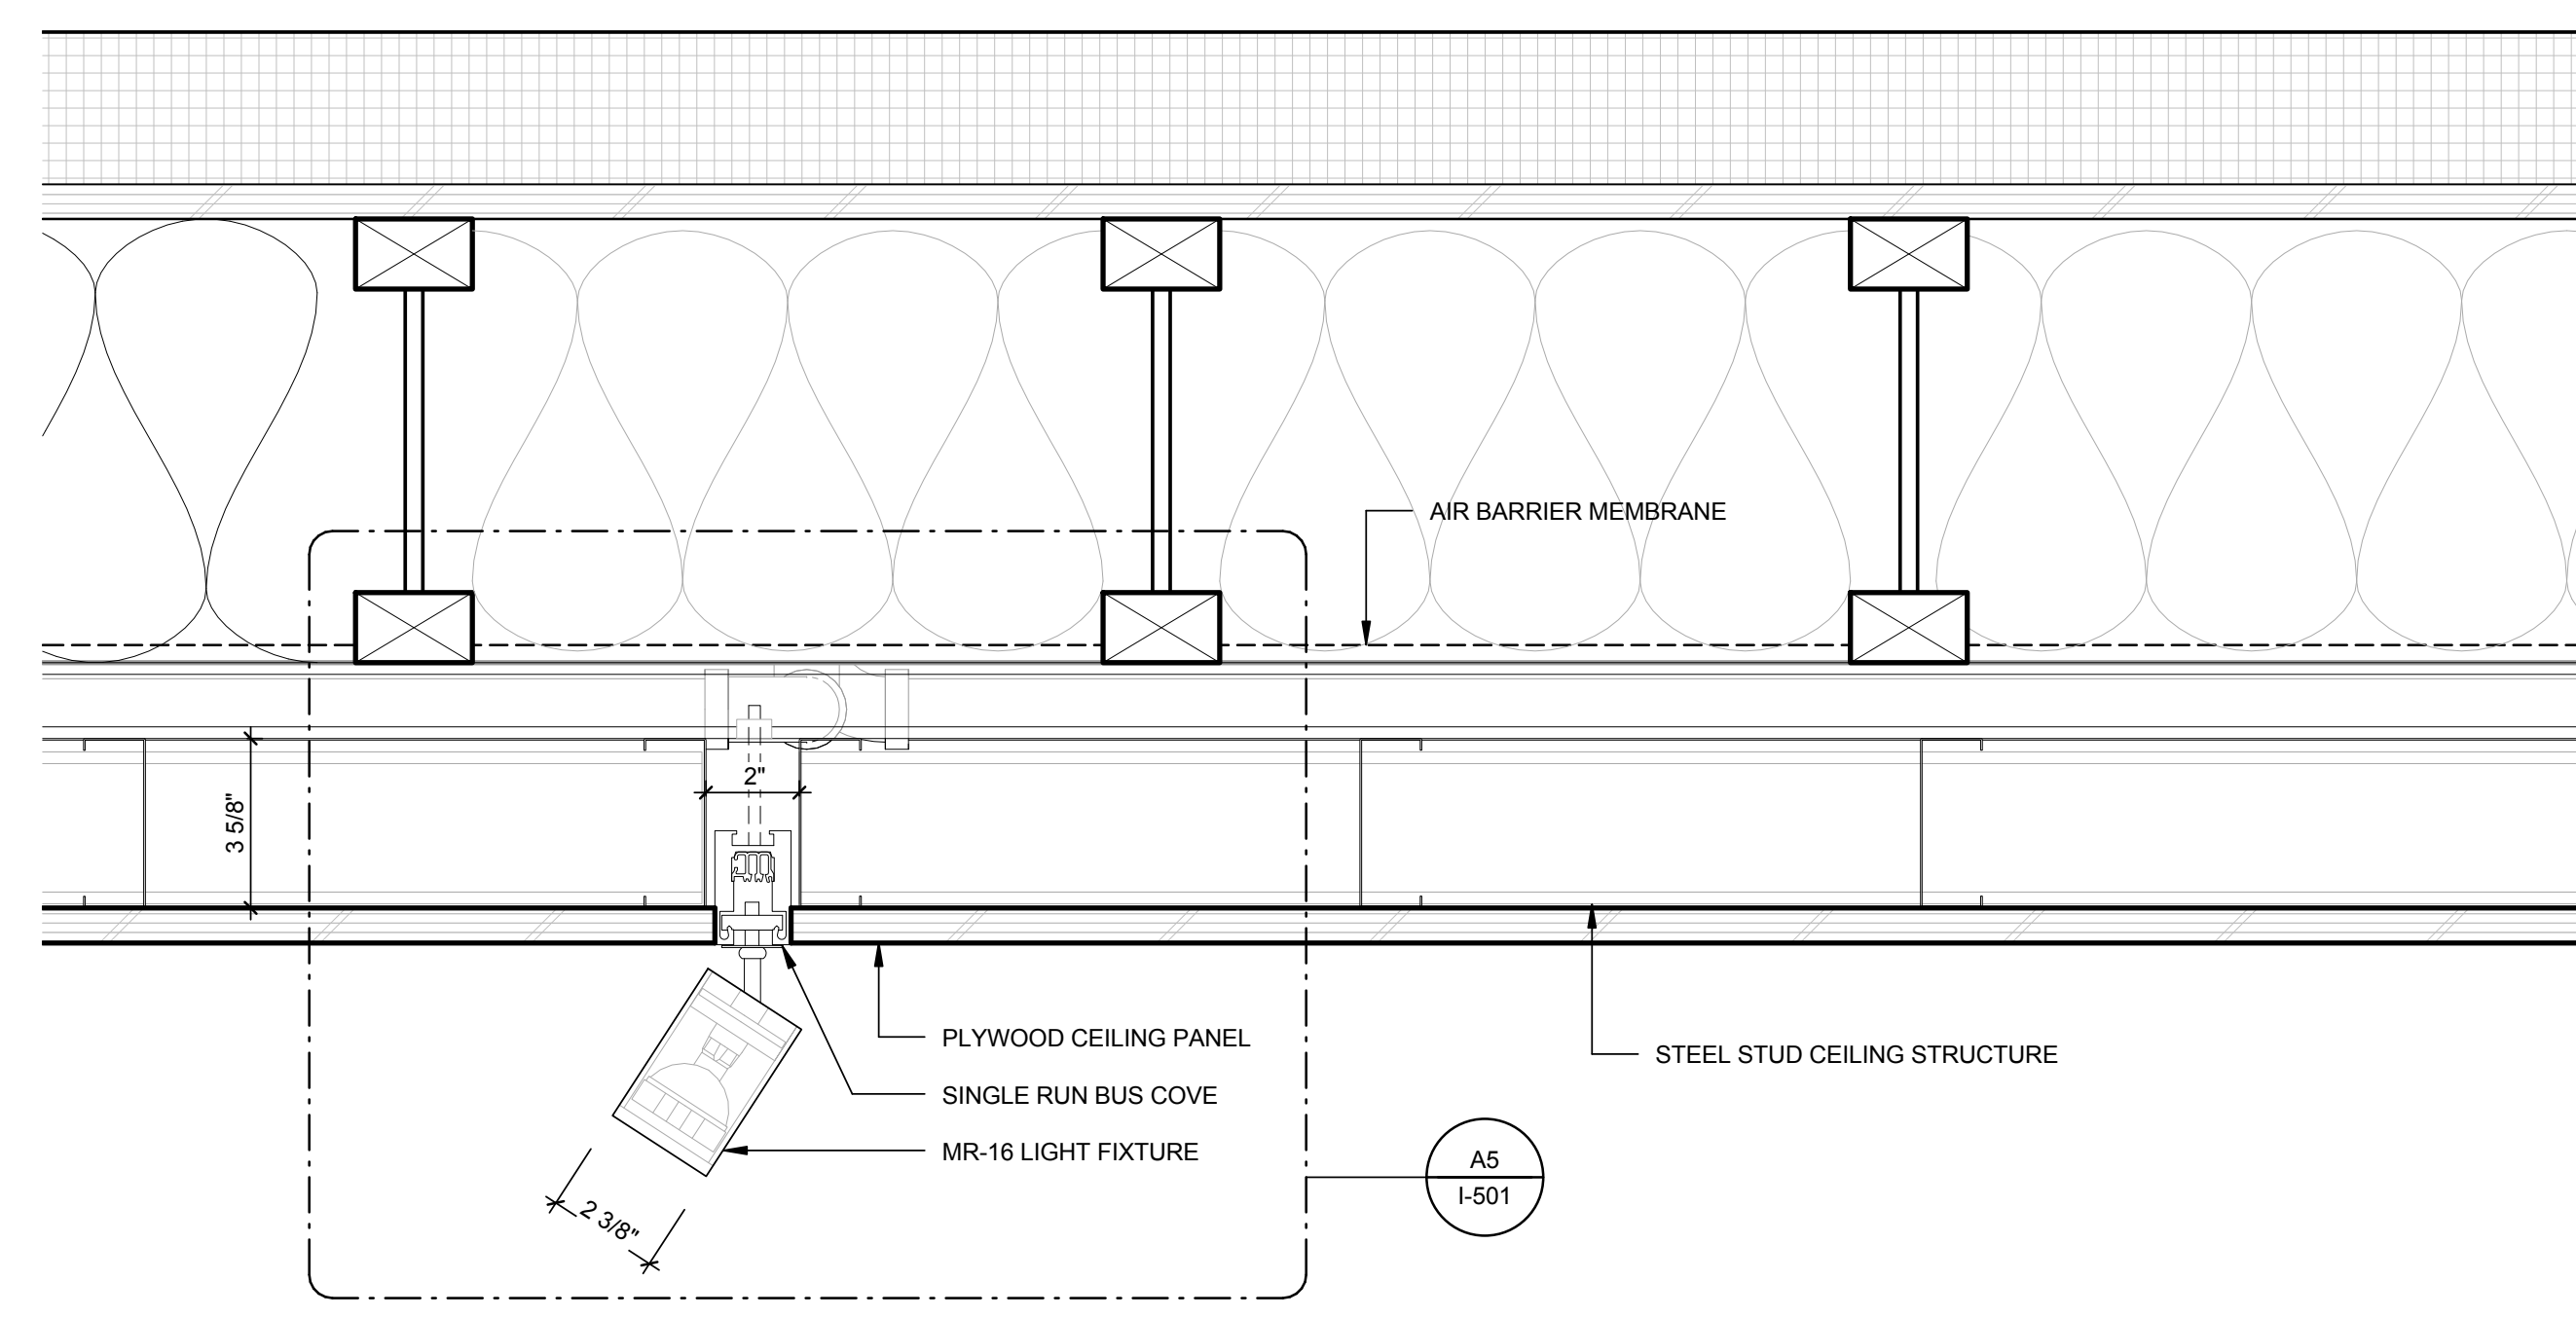 AIR BARRIER MEMBRANE
2"
3 5/8"
PLYWOOD CEILING PANEL
STEEL STUD CEILING STRUCTURE
SINGLE RUN BUS COVE
MR-16 LIGHT FIXTURE
A5
I-501
2 3/8"